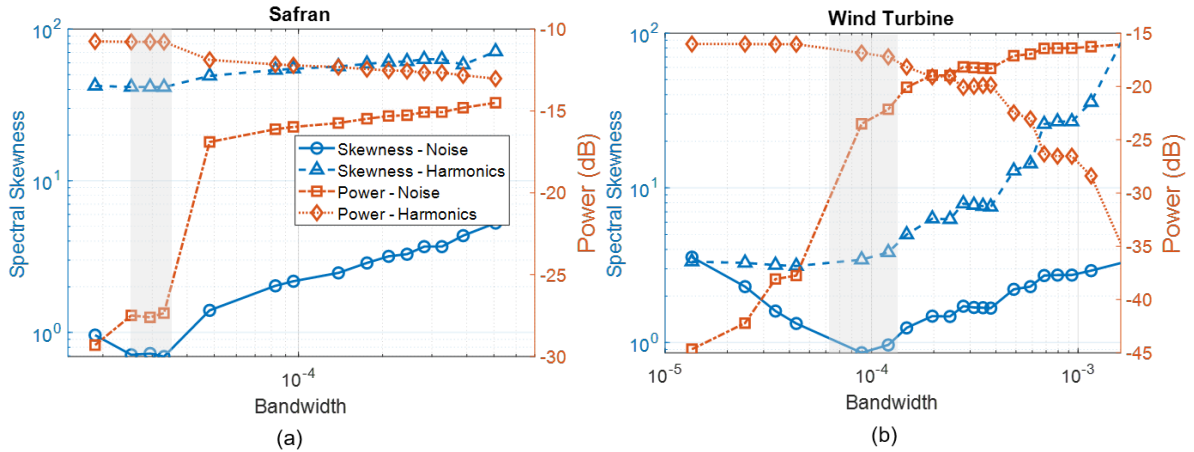 Safran
Spectral Skewness
10^2
10^1
10^0
-10
-15
-20
-25
-30
Power (dB)
Skewness - Noise
Skewness - Harmonics
Power - Noise
Power - Harmonics
10^-4
Bandwidth
(a)
Wind Turbine
Spectral Skewness
10^2
10^1
10^0
-15
-20
-25
-30
-35
-40
-45
Power (dB)
10^-5
10^-4
10^-3
Bandwidth
(b)